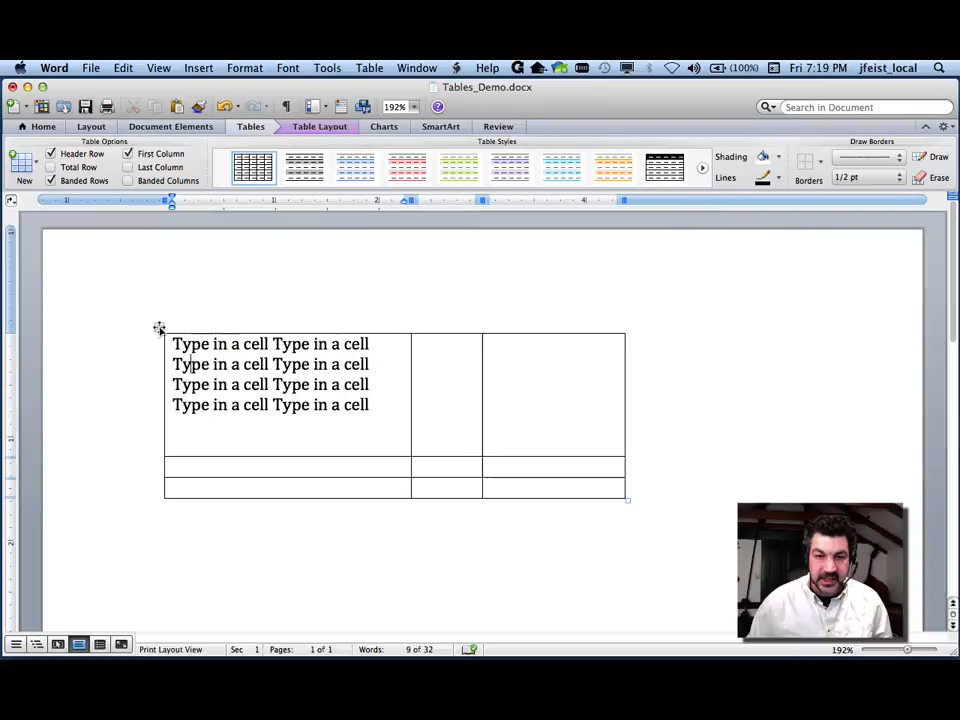 Word File Edit View Insert Format Font Tools Table Window Help (100%) Fri 7:19 PM jfeist_local
Tables_Demo.docx
192% Search in Document
Home Layout Document Elements Tables Table Layout Charts SmartArt Review
Table Options Table Styles Draw Borders
New Header Row First Column Shading Draw
Total Row Last Column
Banded Rows Banded Columns Lines Borders 1/2 pt Erase
1 1 2 4
Type in a cell Type in a cell
Type in a cell Type in a cell
Type in a cell Type in a cell
Type in a cell Type in a cell
Print Layout View Sec 1 Pages: 1 of 1 Words: 9 of 32 192%